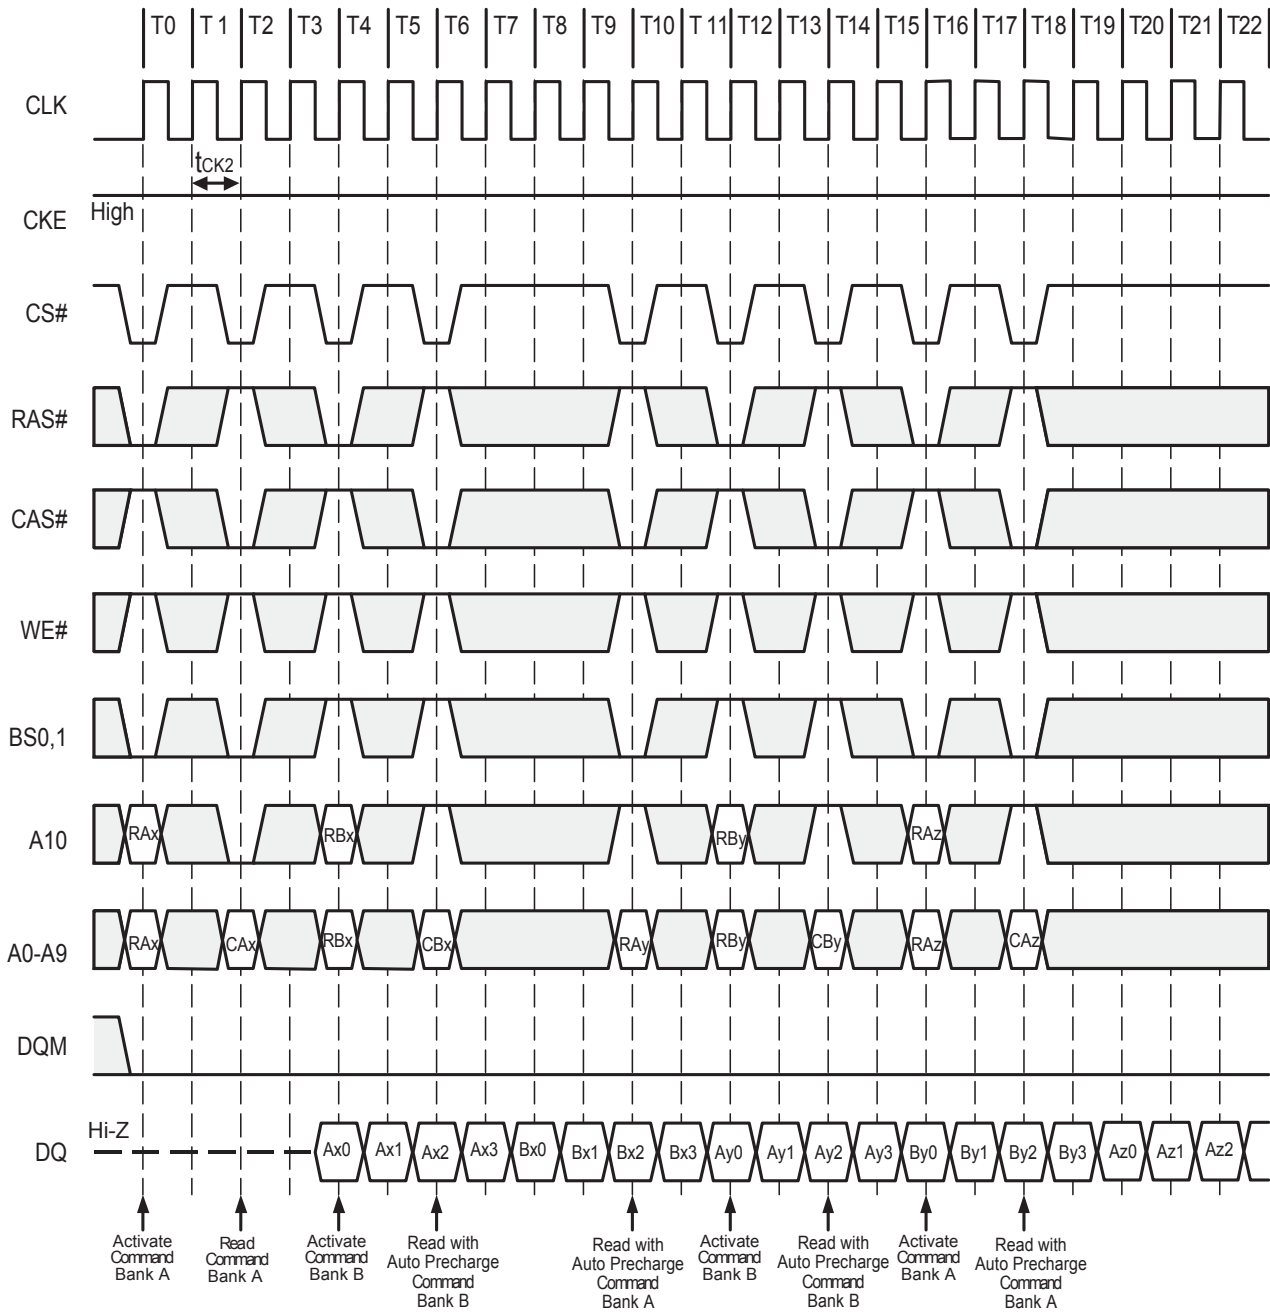 T0 T 1 T2 T3 T4 T5 T6 T7 T8 T9 T10 T 11 T12 T13 T14 T15 T16 T17 T18 T19 T20 T21 T22
CLK
tCK2
CKE High
CS#
RAS#
CAS#
WE#
BS0,1
A10 RAx RBx RBy RAz
A0-A9 RAx CAx RBx CBx RAy RBy CBy RAz CAz
DQM
DQ Hi-Z Ax0 Ax1 Ax2 Ax3 Bx0 Bx1 Bx2 Bx3 Ay0 Ay1 Ay2 Ay3 By0 By1 By2 By3 Az0 Az1 Az2
Activate
Command
Bank A
Read
Command
Bank A
Activate
Command
Bank B
Read with
Auto Precharge
Command
Bank B
Read with
Auto Precharge
Command
Bank A
Activate
Command
Bank B
Read with
Auto Precharge
Command
Bank B
Activate
Command
Bank A
Read with
Auto Precharge
Command
Bank A